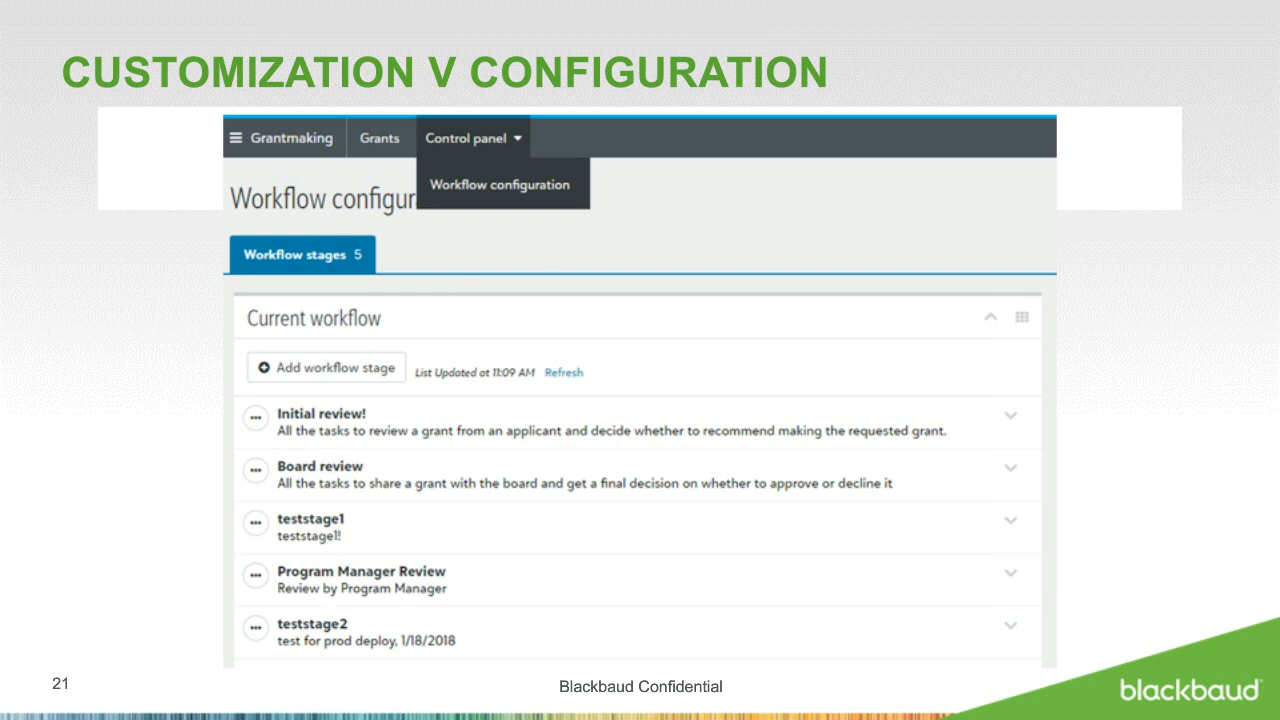 CUSTOMIZATION V CONFIGURATION
Grantmaking Grants Control panel
Workflow configuration
Workflow configur
Workflow stages 5
Current workflow
Add workflow stage List Updated at 11:09 AM Refresh
Initial review!
All the tasks to review a grant from an applicant and decide whether to recommend making the requested grant.
Board review
All the tasks to share a grant with the board and get a final decision on whether to approve or decline it
teststage1
teststage1!
Program Manager Review
Review by Program Manager
teststage2
test for prod deploy, 1/18/2018
21
Blackbaud Confidential
blackbaud